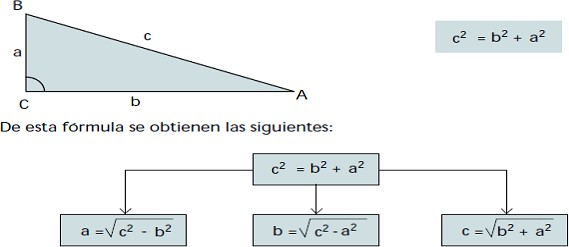 B
c² = b² + a²
c
a
C
b
A
De esta fórmula se obtienen las siguientes:
c² = b² + a²
a = √c² - b²
b = √c² - a²
c = √b² + a²